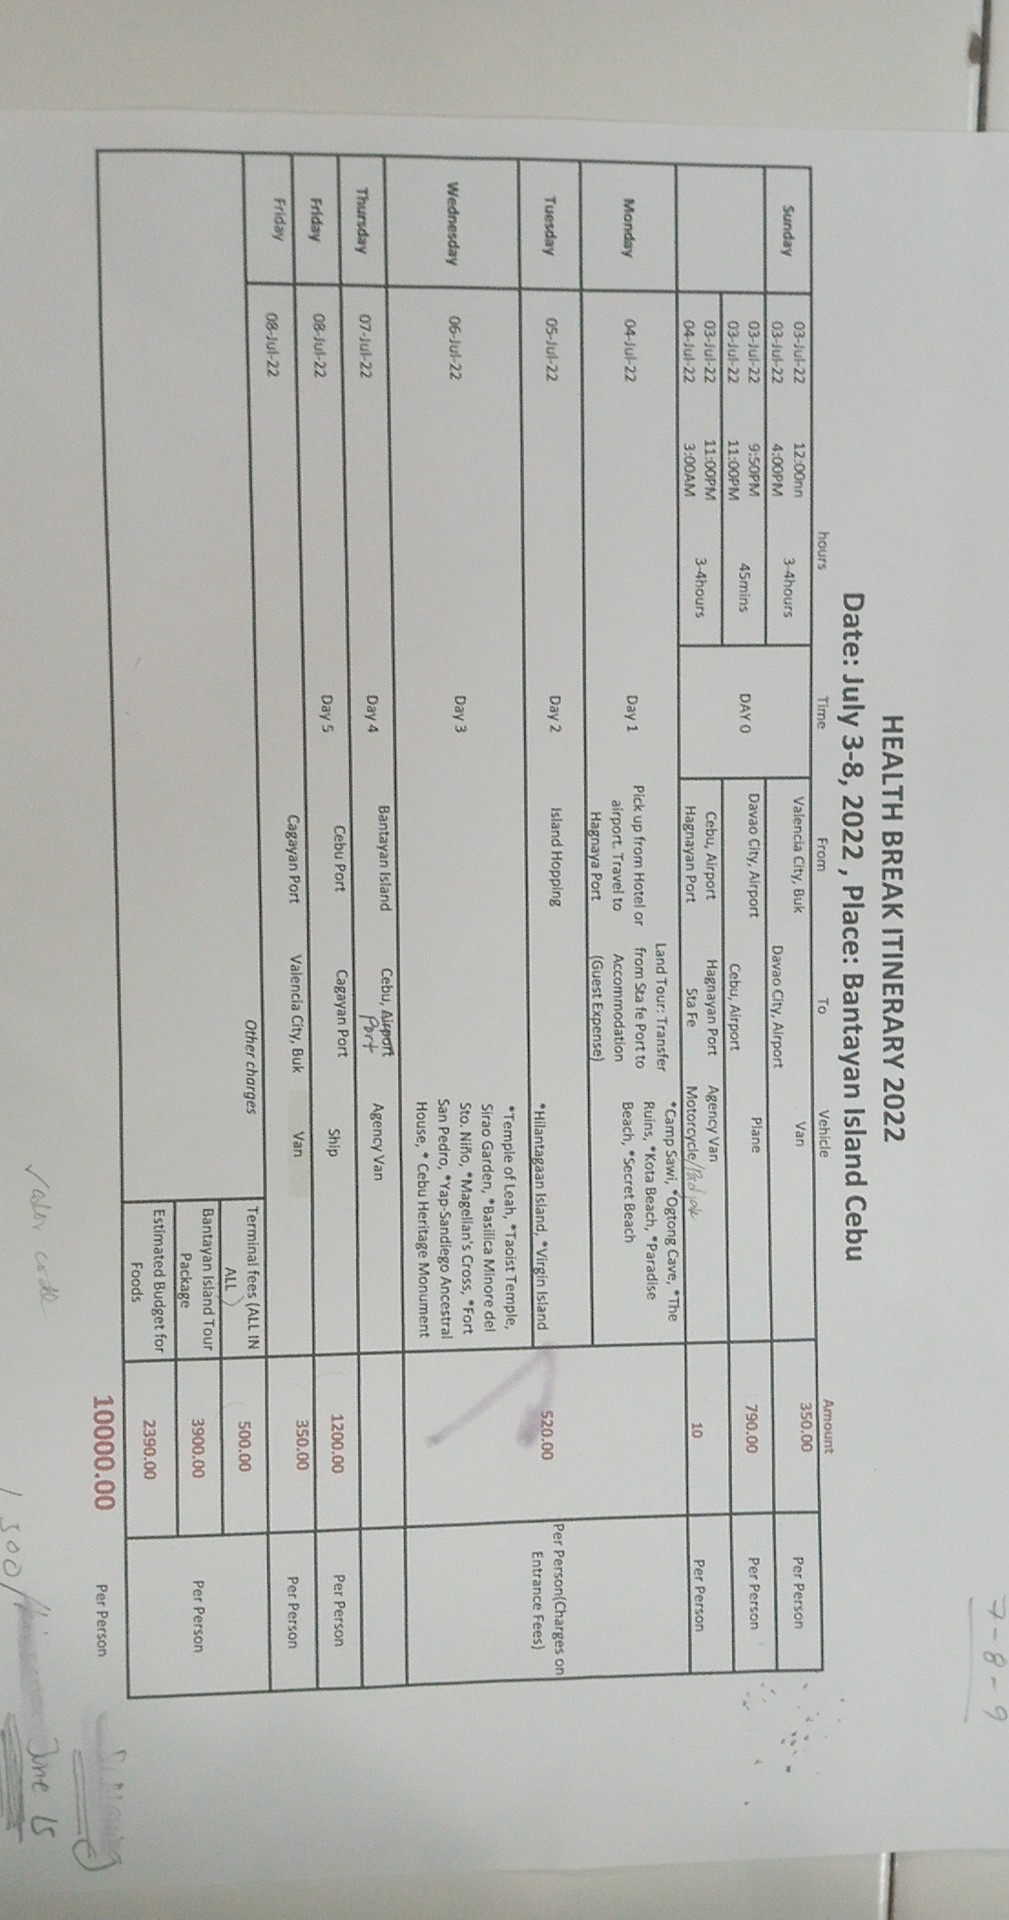 7-8-9
HEALTH BREAK ITINERARY 2022
Date: July 3-8, 2022 , Place: Bantayan Island Cebu
hours Time From To Vehicle Amount
Sunday 03-Jul-22 12:00nn 3-4hours Valencia City, Buk Van 350.00 Per Person
03-Jul-22 4:00PM Davao City, Airport
03-Jul-22 9:50PM 45mins DAY 0 Davao City, Airport Plane 790.00 Per Person
03-Jul-22 11:00PM Cebu, Airport
03-Jul-22 11:00PM 3-4hours Cebu, Airport Hagnayan Port Agency Van 10 Per Person
04-Jul-22 3:00AM Hagnayan Port Sta Fe Motorcycle/Padjak
Monday 04-Jul-22 Day 1
Pick up from Hotel or
airport. Travel to
Hagnaya Port
Land Tour: Transfer
from Sta fe Port to
Accommodation
(Guest Expense)
*Camp Sawi, *Ogtong Cave, *The
Ruins, *Kota Beach, *Paradise
Beach, *Secret Beach
Tuesday 05-Jul-22 Day 2 Island Hopping
*Hilantagaan Island, *Virgin Island
520.00
Per Person(Charges on
Entrance Fees)
Wednesday 06-Jul-22 Day 3
*Temple of Leah, *Taoist Temple,
Sirao Garden, *Basilica Minore del
Sto. Niño, *Magellan's Cross, *Fort
San Pedro, *Yap-Sandiego Ancestral
House, * Cebu Heritage Monument
Thursday 07-Jul-22 Day 4 Bantayan Island Cebu, Airport Agency Van
Port
Friday 08-Jul-22 Day 5 Cebu Port Cagayan Port Ship 1200.00 Per Person
Friday 08-Jul-22 Cagayan Port Valencia City, Buk Van 350.00 Per Person
Other charges
Terminal fees (ALL IN
ALL)
500.00
Bantayan Island Tour
Package
3900.00 Per Person
Estimated Budget for
Foods
2390.00
10000.00 Per Person
code
June 15
1300/